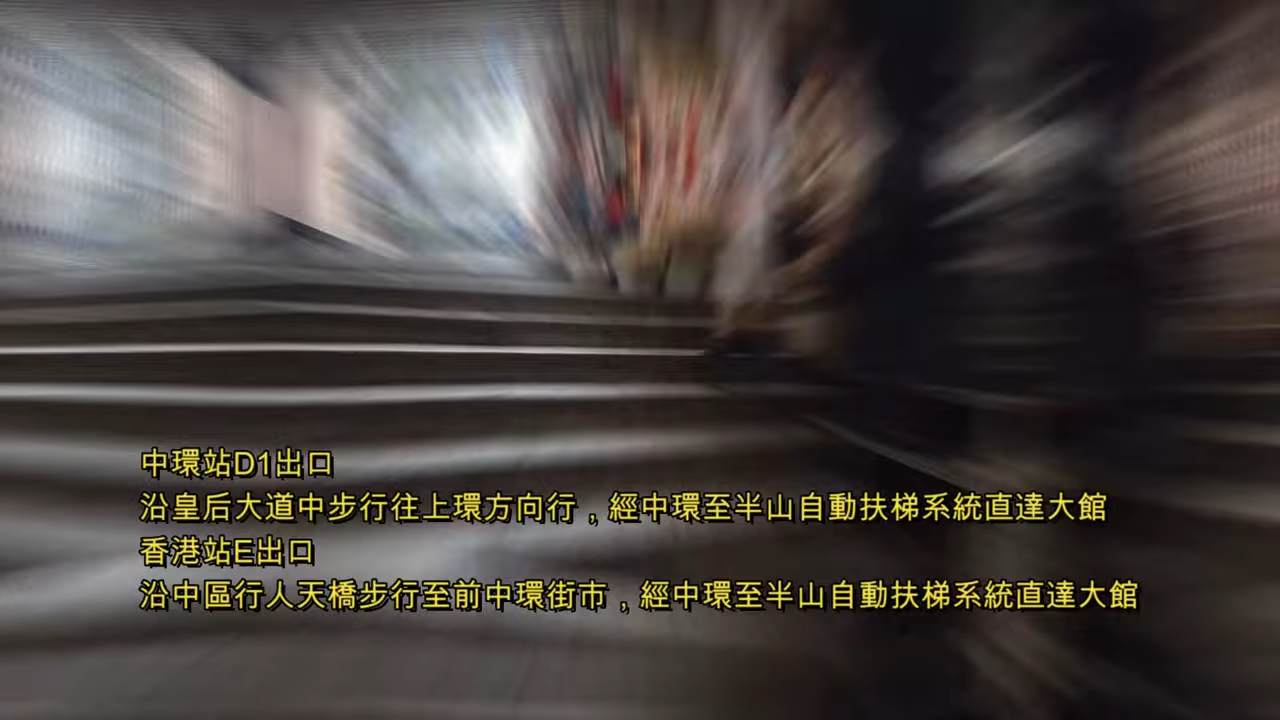 中環站D1出口
沿皇后大道中步行往上環方向行，經中環至半山自動扶梯系統直達大館
香港站E出口
沿中區行人天橋步行至前中環街市，經中環至半山自動扶梯系統直達大館